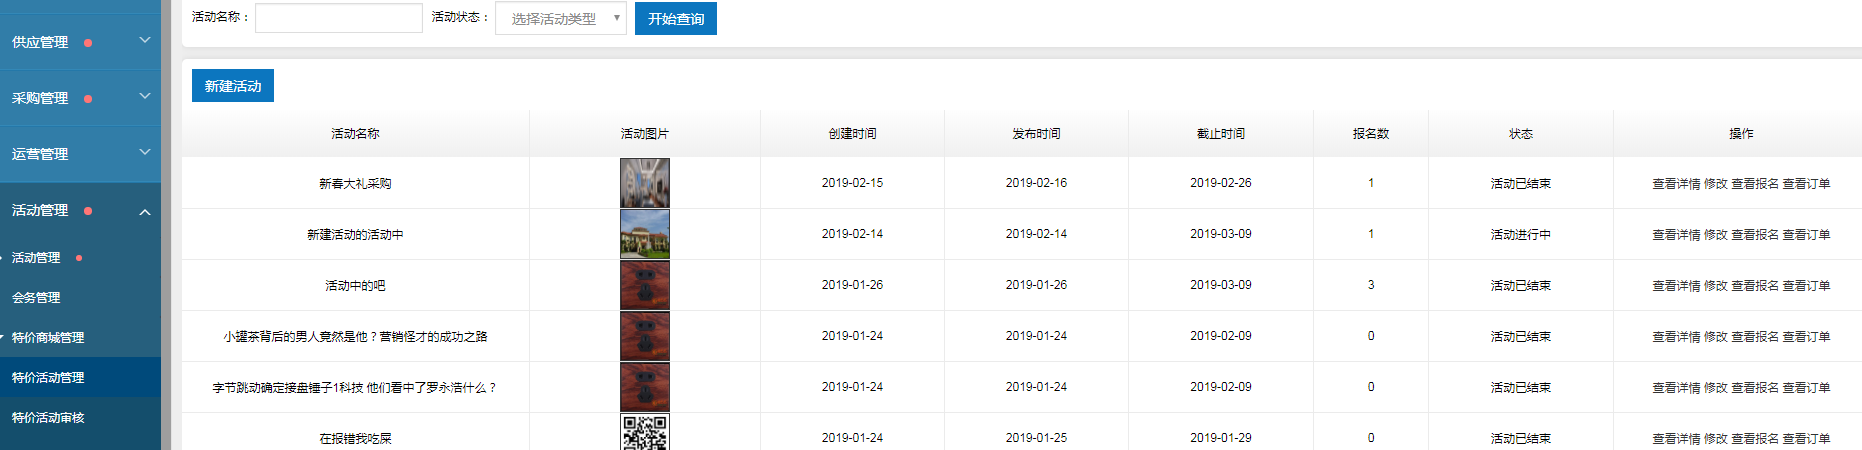 活动名称： 活动状态： 选择活动类型 开始查询
供应管理
采购管理
运营管理
活动管理
活动管理
会务管理
特价商城管理
特价活动管理
特价活动审核
新建活动
活动名称 活动图片 创建时间 发布时间 截止时间 报名数 状态 操作
新春大礼采购 2019-02-15 2019-02-16 2019-02-26 1 活动已结束 查看详情 修改 查看报名 查看订单
新建活动的活动中 2019-02-14 2019-02-14 2019-03-09 1 活动进行中 查看详情 修改 查看报名 查看订单
活动中的吧 2019-01-26 2019-01-26 2019-03-09 3 活动已结束 查看详情 修改 查看报名 查看订单
小罐茶背后的男人竟然是他？营销怪才的成功之路 2019-01-24 2019-01-24 2019-02-09 0 活动已结束 查看详情 修改 查看报名 查看订单
字节跳动确定接盘锤子1科技 他们看中了罗永浩什么？ 2019-01-24 2019-01-24 2019-02-09 0 活动已结束 查看详情 修改 查看报名 查看订单
在报错我吃屎 2019-01-24 2019-01-25 2019-01-29 0 活动已结束 查看详情 修改 查看报名 查看订单